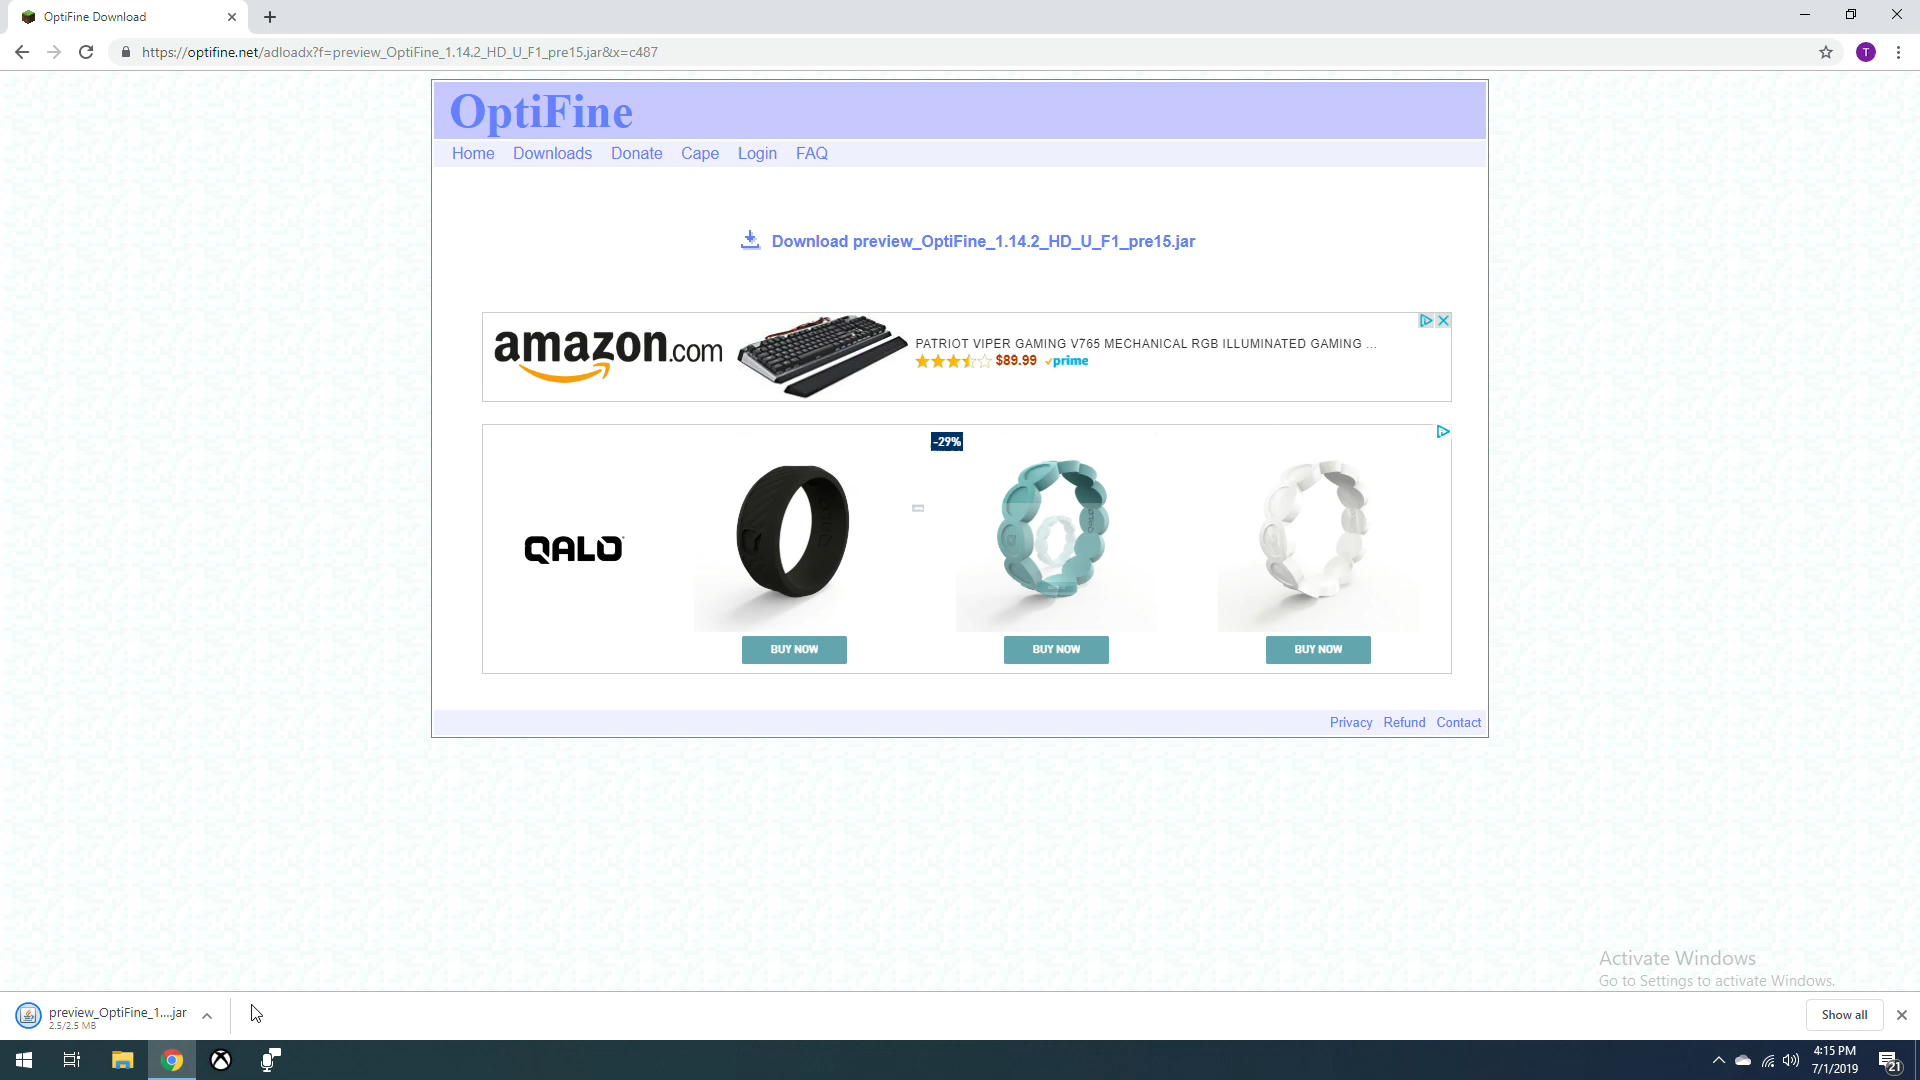 OptiFine Download
https://optifine.net/adloadx?f=preview_OptiFine_1.14.2_HD_U_F1_pre15.jar&x=c487
T
OptiFine
Home Downloads Donate Cape Login FAQ
Download preview_OptiFine_1.14.2_HD_U_F1_pre15.jar
amazon.com
PATRIOT VIPER GAMING V765 MECHANICAL RGB ILLUMINATED GAMING ...
$89.99 prime
-29%
QALO
BUY NOW BUY NOW BUY NOW
Privacy Refund Contact
Activate Windows
Go to Settings to activate Windows.
preview_OptiFine_1....jar
2.5/2.5 MB
Show all
4:15 PM
7/1/2019
21